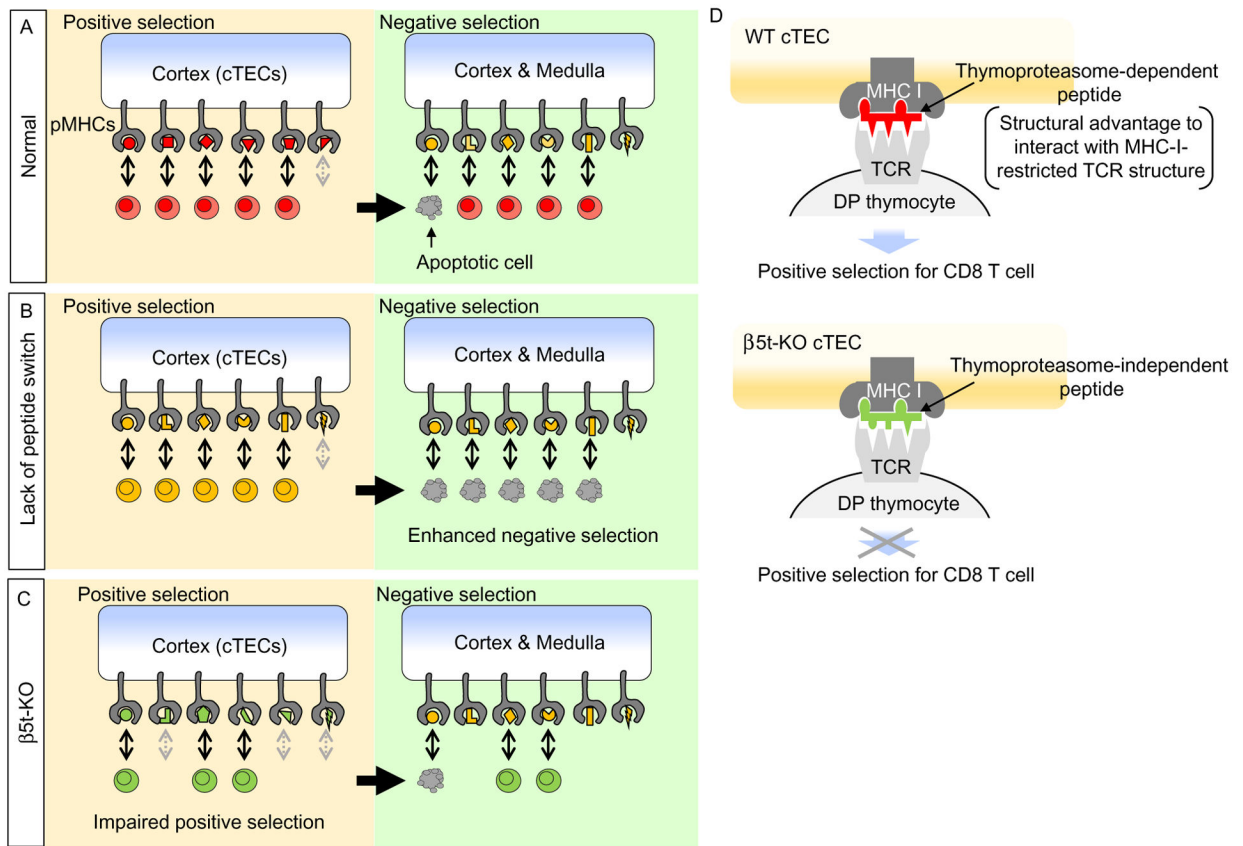 A
Normal
Positive selection
Cortex (cTECs)
pMHCs
Negative selection
Cortex & Medulla
Apoptotic cell
B
Lack of peptide switch
Positive selection
Cortex (cTECs)
Negative selection
Cortex & Medulla
Enhanced negative selection
C
β5t-KO
Positive selection
Cortex (cTECs)
Impaired positive selection
Negative selection
Cortex & Medulla
D
WT cTEC
MHC I
Thymoproteasome-dependent
peptide
Structural advantage to
interact with MHC-I-
restricted TCR structure
TCR
DP thymocyte
Positive selection for CD8 T cell
β5t-KO cTEC
MHC I
Thymoproteasome-independent
peptide
TCR
DP thymocyte
Positive selection for CD8 T cell